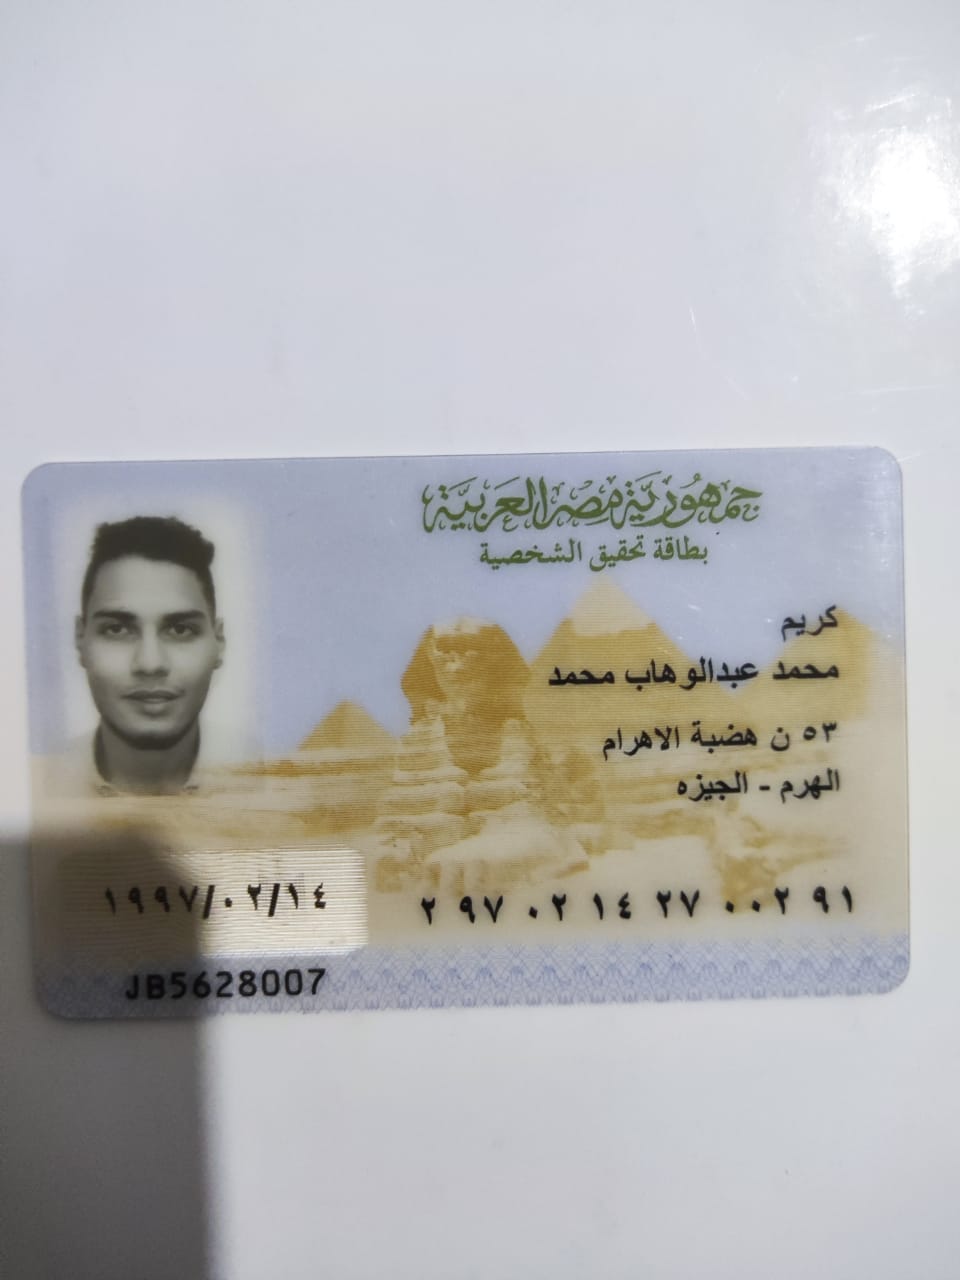 جمهورية مصر العربية
بطاقة تحقيق الشخصية
كريم
محمد عبدالوهاب محمد
٥٣ ن هضبة الاهرام
الهرم - الجيزه
١٩٩٧/٠٢/١٤
٢ ٩٧ ٠٢ ١٤ ٢٧ ٠٠٢ ٩١
JB5628007